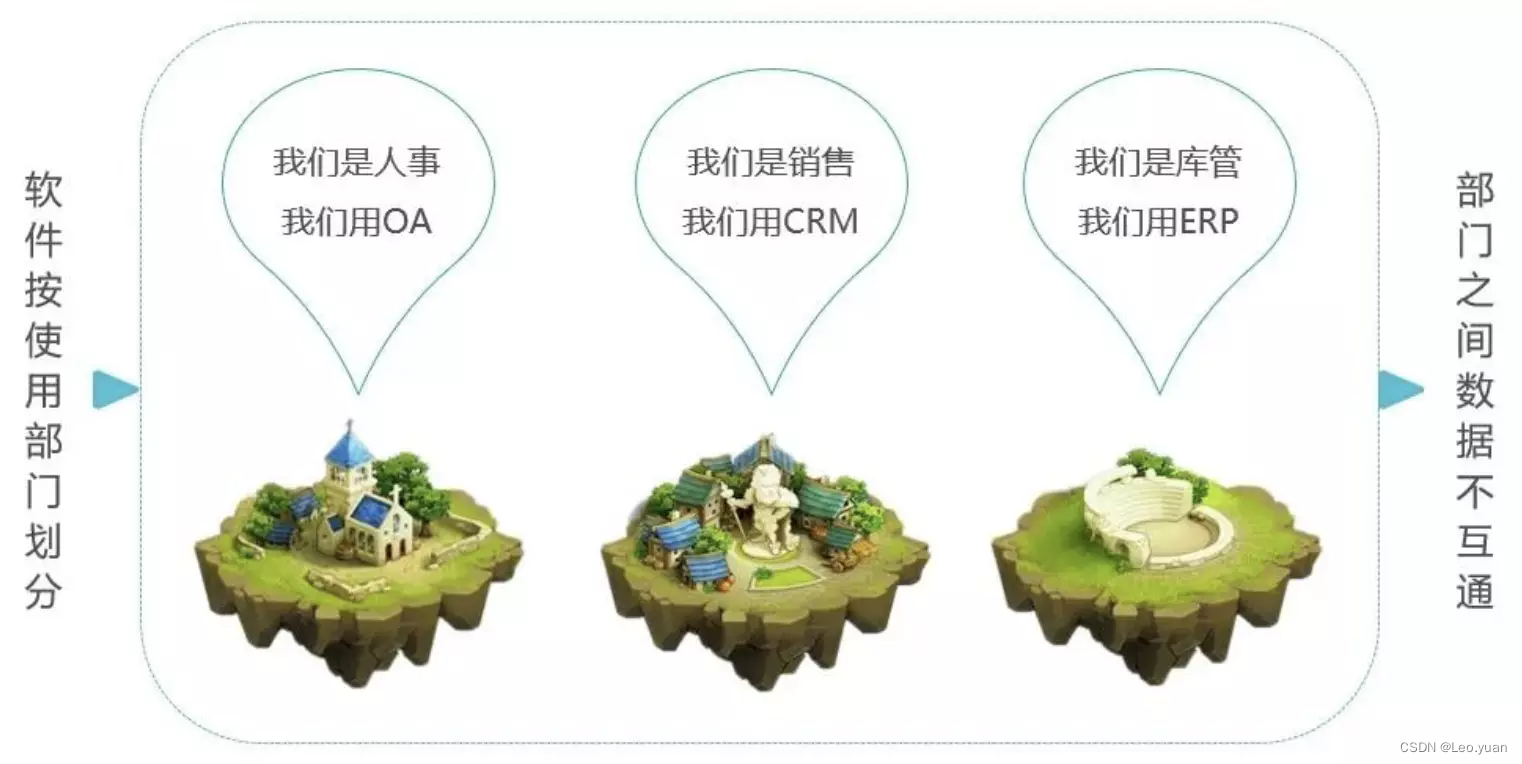 软件按使用部门划分
我们是人事
我们用OA
我们是销售
我们用CRM
我们是库管
我们用ERP
部门之间数据不互通
CSDN @Leo.yuan